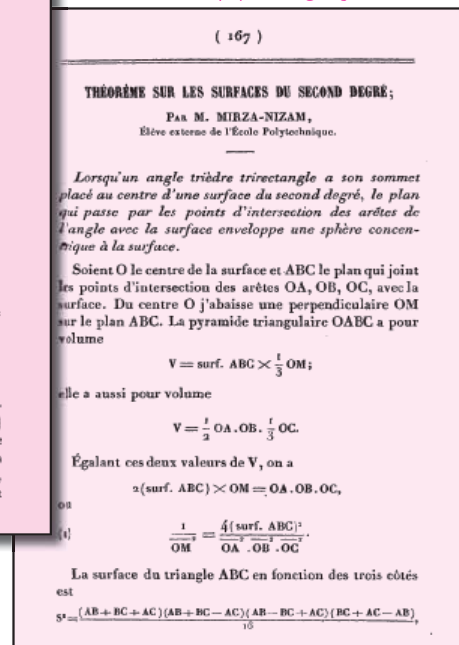 ( 167 )
THÉORÈME SUR LES SURFACES DU SECOND DEGRÉ;
PAR M. MIRZA-NIZAM,
Élève externe de l'École Polytechnique.
Lorsqu'un angle trièdre trirectangle a son sommet
placé au centre d'une surface du second degré, le plan
qui passe par les points d'intersection des arêtes de
l'angle avec la surface enveloppe une sphère concen-
trique à la surface.
Soient O le centre de la surface et ABC le plan qui joint
les points d'intersection des arêtes OA, OB, OC, avec la
surface. Du centre O j'abaisse une perpendiculaire OM
sur le plan ABC. La pyramide triangulaire OABC a pour
volume
V = surf. ABC × 1/3 OM;
elle a aussi pour volume
V = 1/2 OA.OB. 1/3 OC.
Égalant ces deux valeurs de V, on a
2(surf. ABC) × OM = OA.OB.OC,
ou
(1) 1/OM² = 4(surf. ABC)²/OA².OB².OC².
La surface du triangle ABC en fonction des trois côtés
est
S² = (AB + BC + AC)(AB + BC − AC)(AB − BC + AC)(BC + AC − AB)/16,